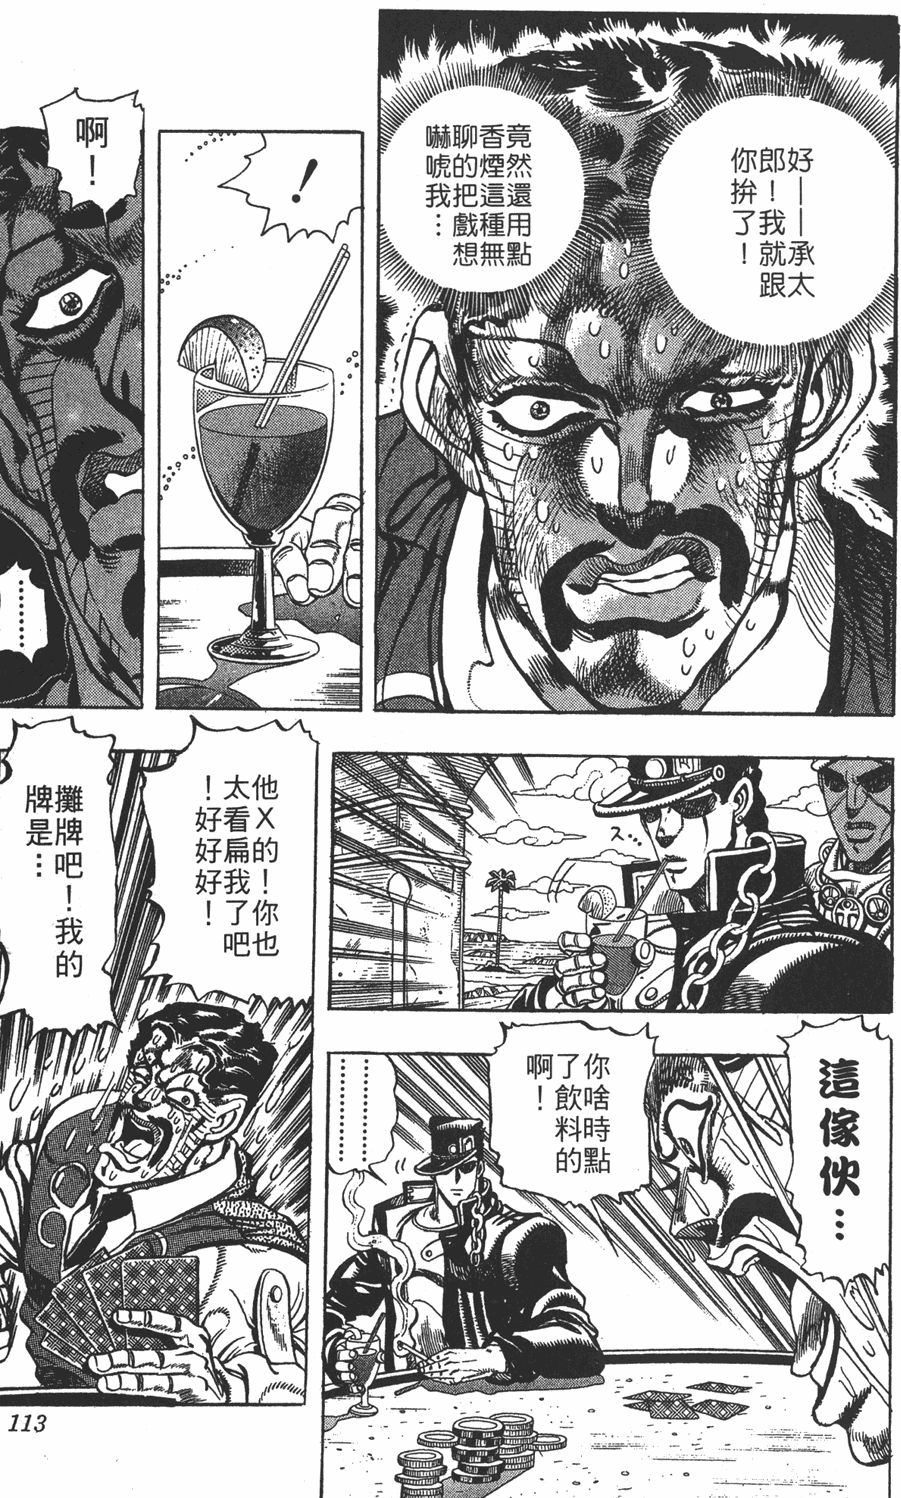 好——承太
郎！我就跟
你拚了！
竟然還用
香煙這種無點
聊的把戲想
嚇唬我…
！
啊！
………
ス…
這傢伙…
你啥時點
了飲料的
啊！
………
他X的！你也
太看扁我了吧
！好好好！
攤牌吧！我的
牌是…
113